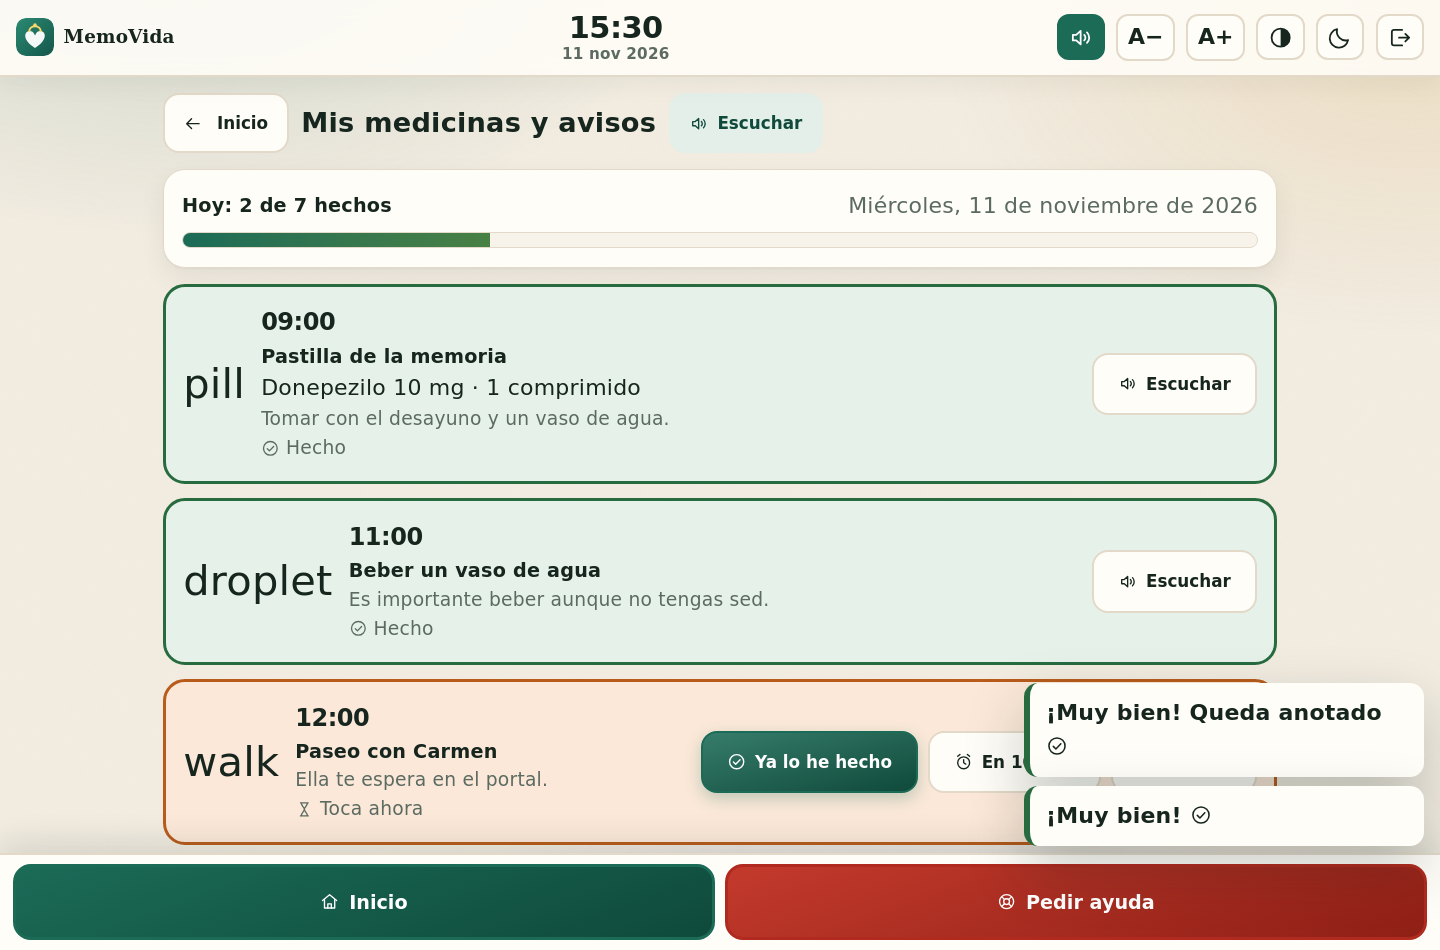 MemoVida
15:30
11 nov 2026
A−
A+
Inicio
Mis medicinas y avisos
Escuchar
Hoy: 2 de 7 hechos
Miércoles, 11 de noviembre de 2026
pill
09:00
Pastilla de la memoria
Donepezilo 10 mg · 1 comprimido
Tomar con el desayuno y un vaso de agua.
Hecho
Escuchar
droplet
11:00
Beber un vaso de agua
Es importante beber aunque no tengas sed.
Hecho
Escuchar
walk
12:00
Paseo con Carmen
Ella te espera en el portal.
Toca ahora
Ya lo he hecho
En
¡Muy bien! Queda anotado
¡Muy bien!
Inicio
Pedir ayuda